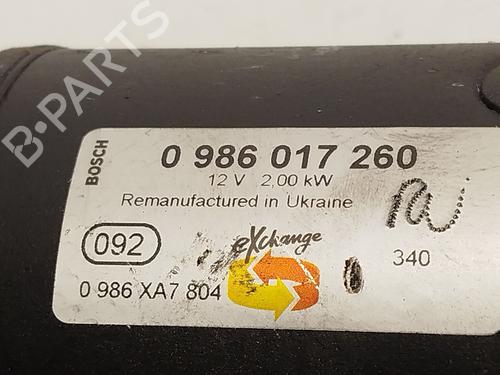 BOSCH
0 986 017 260
12 V 2,00 kW
Remanufactured in Ukraine
092
eXchange
340
0 986 XA7 804
B-PARTS